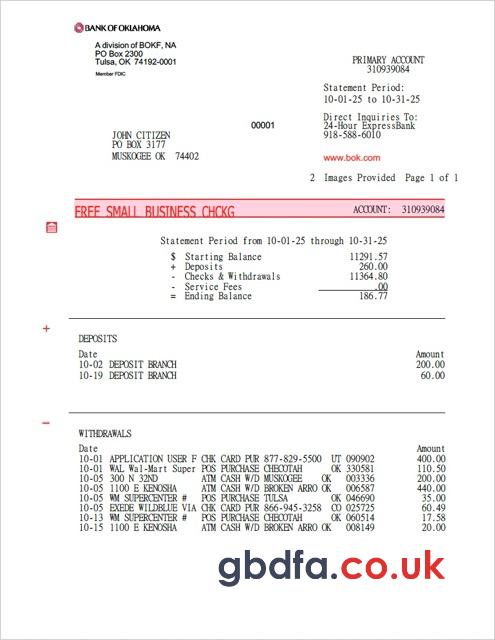 BANK OF OKLAHOMA
A division of BOKF, NA
PO Box 2300
Tulsa, OK 74192-0001
Member FDIC
PRIMARY ACCOUNT
310939084
Statement Period:
10-01-25 to 10-31-25
Direct Inquiries To:
24-Hour ExpressBank
918-588-6010
00001
JOHN CITIZEN
PO BOX 3177
MUSKOGEE OK 74402
www.bok.com
2 Images Provided Page 1 of 1
FREE SMALL BUSINESS CHCKG ACCOUNT: 310939084
Statement Period from 10-01-25 through 10-31-25
$ Starting Balance 11291.57
+ Deposits 260.00
- Checks & Withdrawals 11364.80
- Service Fees .00
= Ending Balance 186.77
+
DEPOSITS
Date Amount
10-02 DEPOSIT BRANCH 200.00
10-19 DEPOSIT BRANCH 60.00
–
WITHDRAWALS
Date Amount
10-01 APPLICATION USER F CHK CARD PUR 877-829-5500 UT 090902 400.00
10-01 WAL Wal-Mart Super POS PURCHASE CHECOTAH OK 330581 110.50
10-05 300 N 32ND ATM CASH W/D MUSKOGEE OK 003336 200.00
10-05 1100 E KENOSHA ATM CASH W/D BROKEN ARRO OK 006587 440.00
10-05 WM SUPERCENTER # POS PURCHASE TULSA OK 046690 35.00
10-05 EXEDE WILDBLUE VIA CHK CARD PUR 866-945-3258 CO 025725 60.49
10-13 WM SUPERCENTER # POS PURCHASE CHECOTAH OK 060514 17.58
10-15 1100 E KENOSHA ATM CASH W/D BROKEN ARRO OK 008149 20.00
gbdfa.co.uk